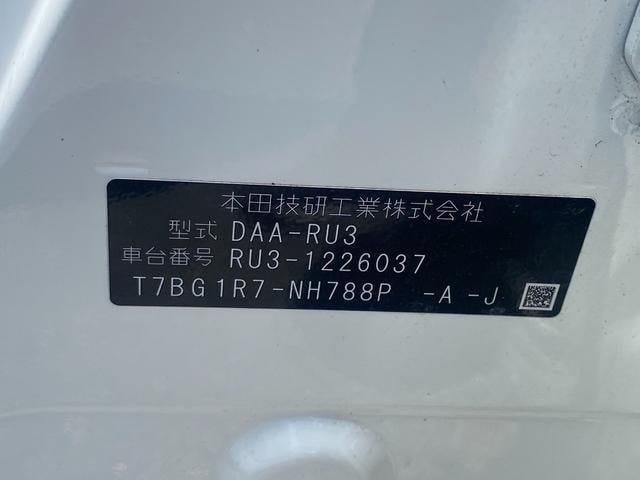 本田技研工業株式会社
型式 DAA-RU3
車台番号 RU3-1226037
T7BG1R7-NH788P -A -J